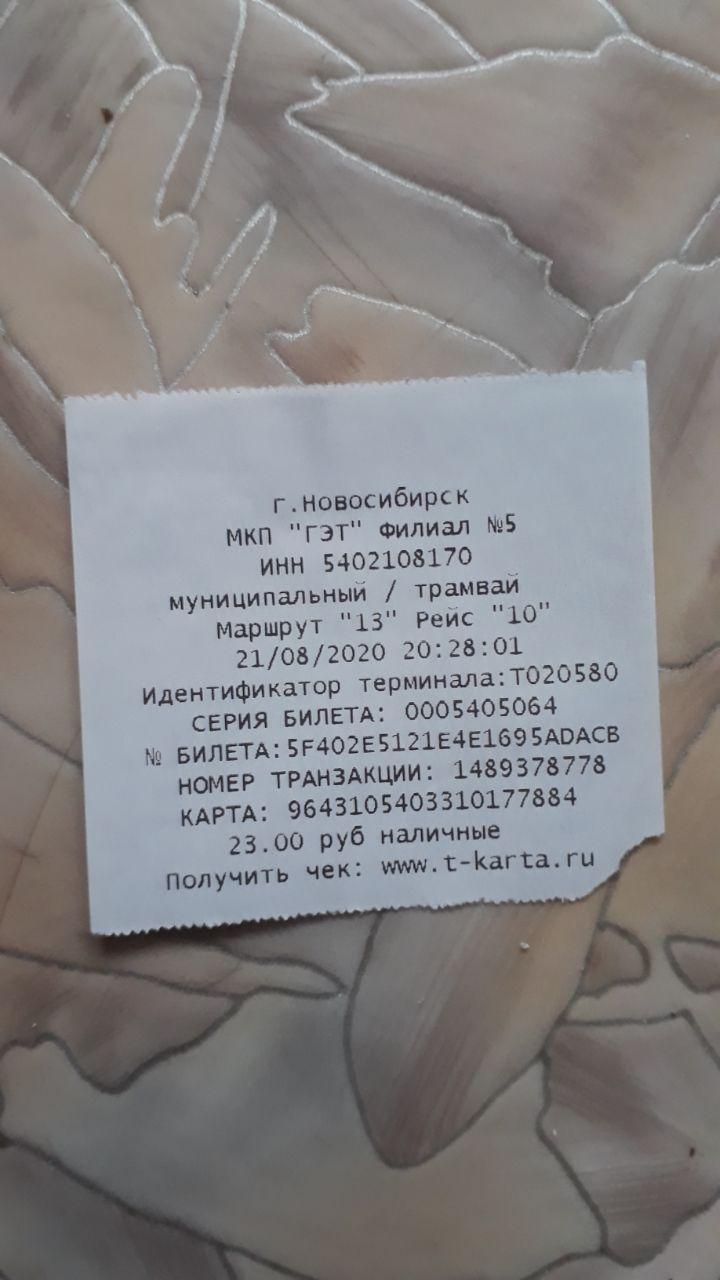 г.Новосибирск
МКП "ГЭТ" Филиал №5
ИНН 5402108170
муниципальный / трамвай
Маршрут "13" Рейс "10"
21/08/2020 20:28:01
Идентификатор терминала:Т020580
СЕРИЯ БИЛЕТА: 0005405064
№ БИЛЕТА:5F402E5121E4E1695ADACB
НОМЕР ТРАНЗАКЦИИ: 1489378778
КАРТА: 9643105403310177884
23.00 руб наличные
Получить чек: www.t-karta.ru